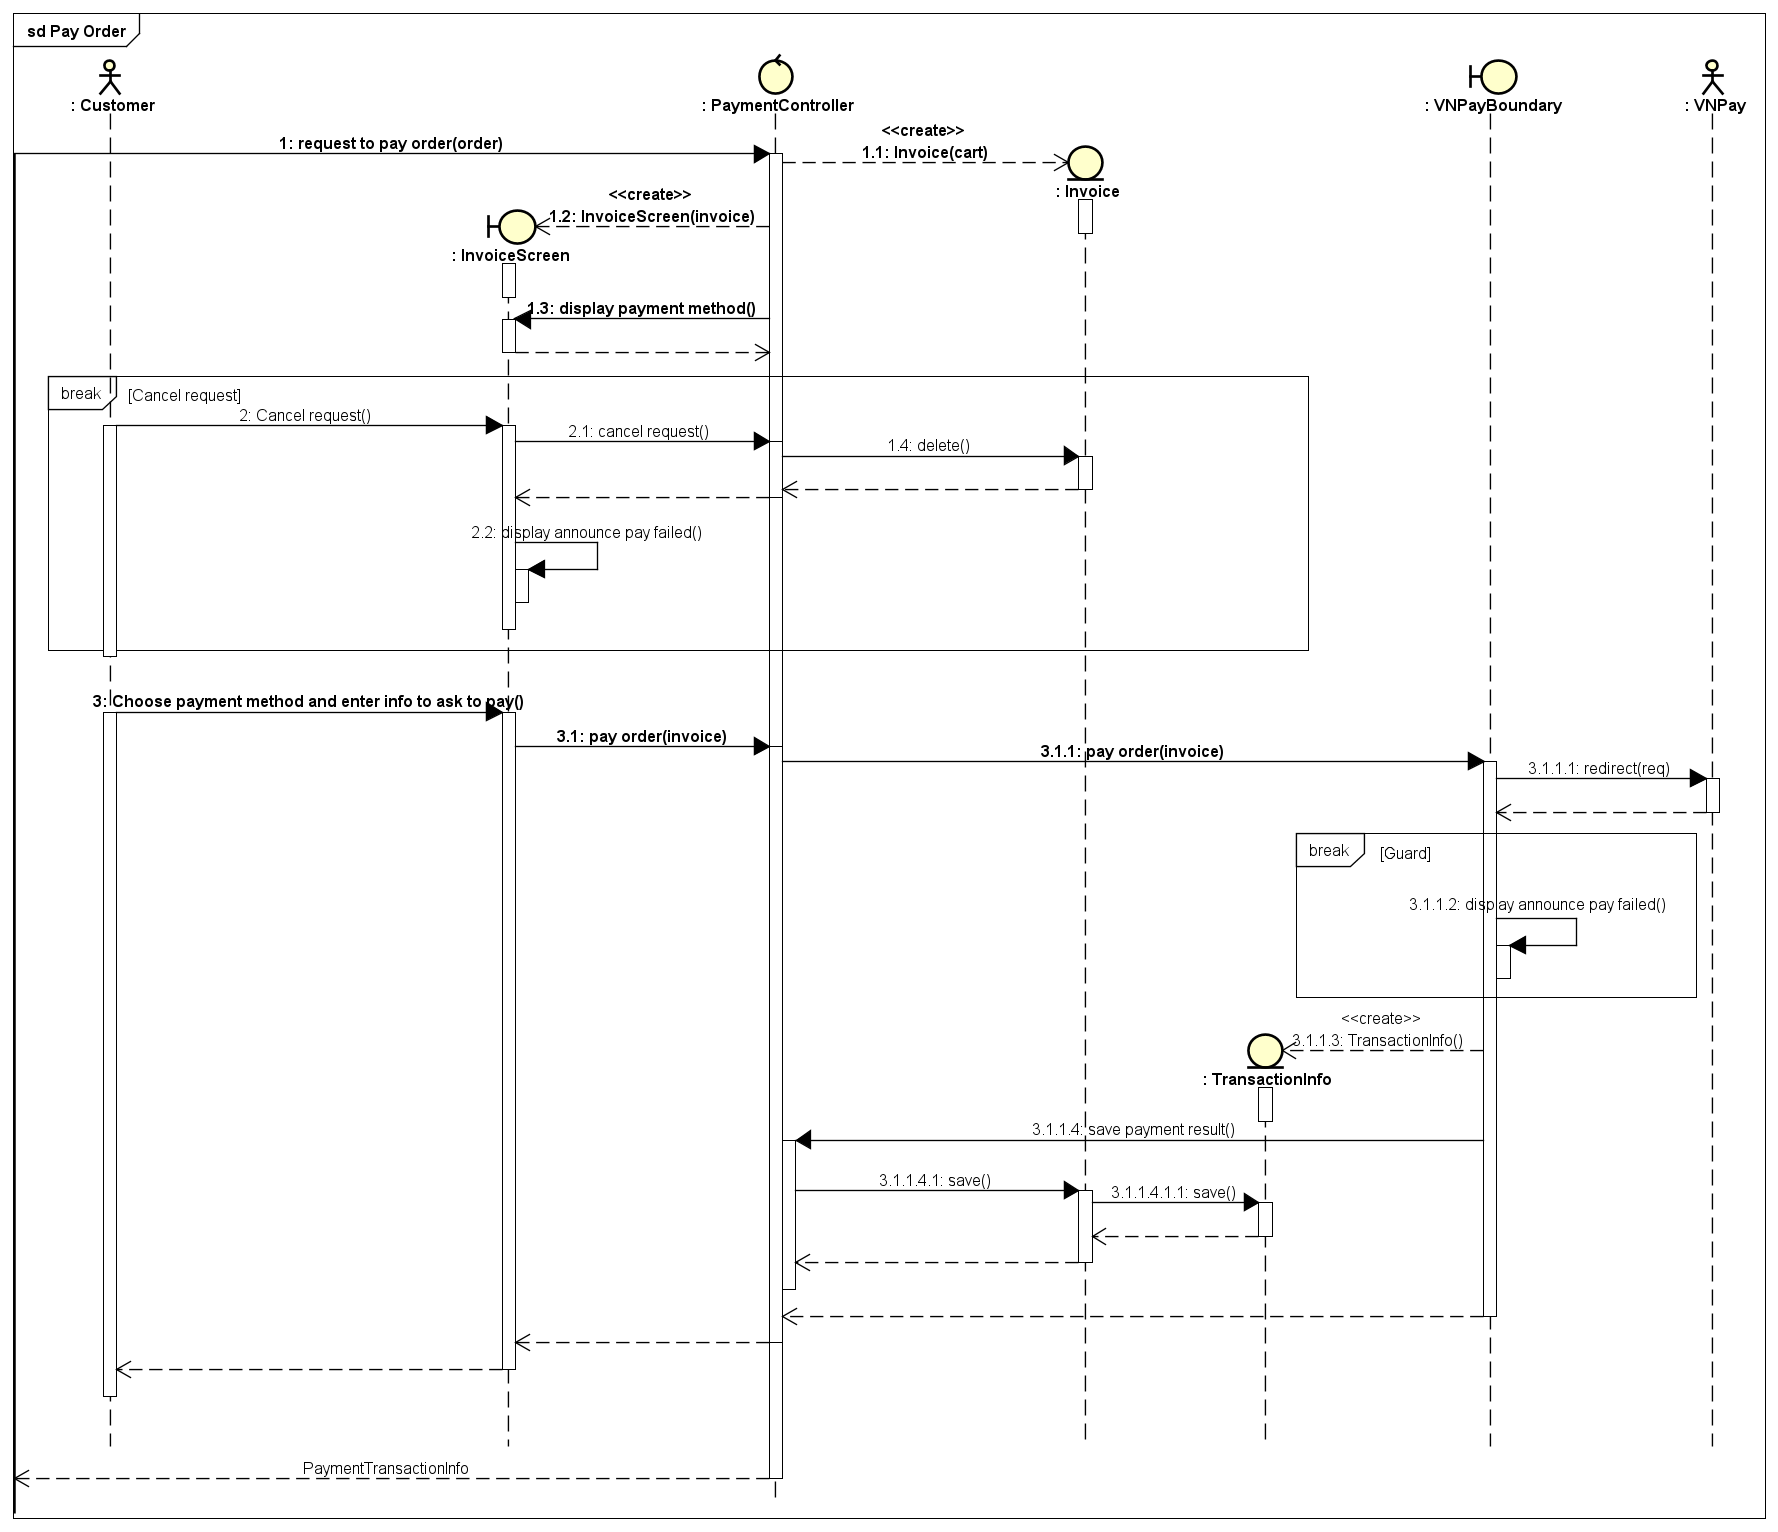 sd Pay Order
: Customer
: PaymentController
: VNPayBoundary
: VNPay
1: request to pay order(order)
<<create>>
1.1: Invoice(cart)
: Invoice
<<create>>
1.2: InvoiceScreen(invoice)
: InvoiceScreen
1.3: display payment method()
break
[Cancel request]
2: Cancel request()
2.1: cancel request()
1.4: delete()
2.2: display announce pay failed()
3: Choose payment method and enter info to ask to pay()
3.1: pay order(invoice)
3.1.1: pay order(invoice)
3.1.1.1: redirect(req)
break
[Guard]
3.1.1.2: display announce pay failed()
<<create>>
3.1.1.3: TransactionInfo()
: TransactionInfo
3.1.1.4: save payment result()
3.1.1.4.1: save()
3.1.1.4.1.1: save()
PaymentTransactionInfo